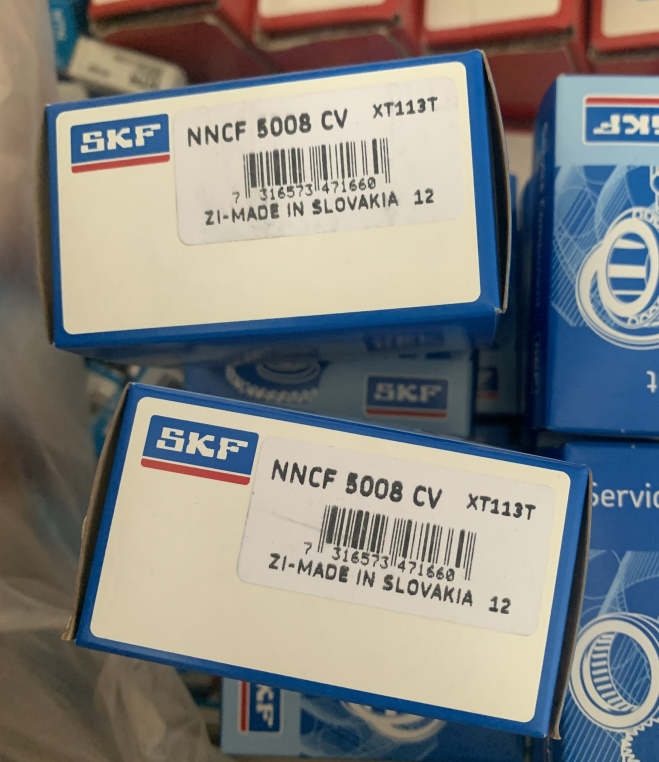 SKF
NNCF 5008 CV XT113T
7 316573 471660
ZI-MADE IN SLOVAKIA 12
SKF
SKF
SKF
NNCF 5008 CV XT113T
7 316573 471660
ZI-MADE IN SLOVAKIA 12
Servic
SKF